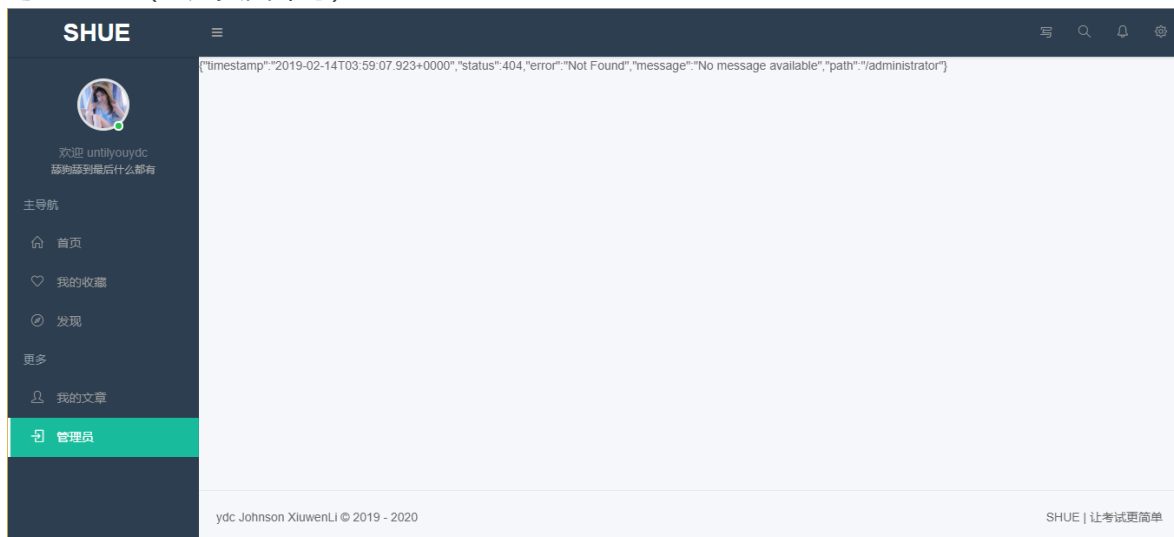 SHUE
写
{"timestamp":"2019-02-14T03:59:07.923+0000","status":404,"error":"Not Found","message":"No message available","path":"/administrator"}
欢迎 untilyouydc
舔狗舔到最后什么都有
主导航
首页
我的收藏
发现
更多
我的文章
管理员
ydc Johnson XiuwenLi © 2019 - 2020
SHUE | 让考试更简单